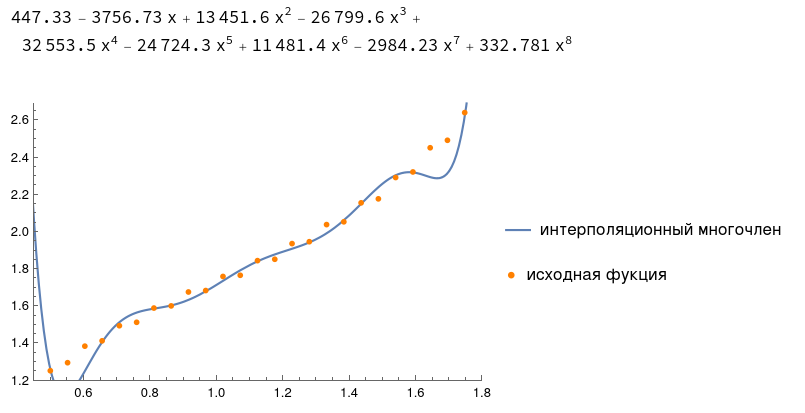 447.33 − 3756.73 x + 13 451.6 x² − 26 799.6 x³ +
32 553.5 x⁴ − 24 724.3 x⁵ + 11 481.4 x⁶ − 2984.23 x⁷ + 332.781 x⁸
2.6
2.4
2.2
2.0
1.8
1.6
1.4
1.2
0.6 0.8 1.0 1.2 1.4 1.6 1.8
интерполяционный многочлен
исходная фукция